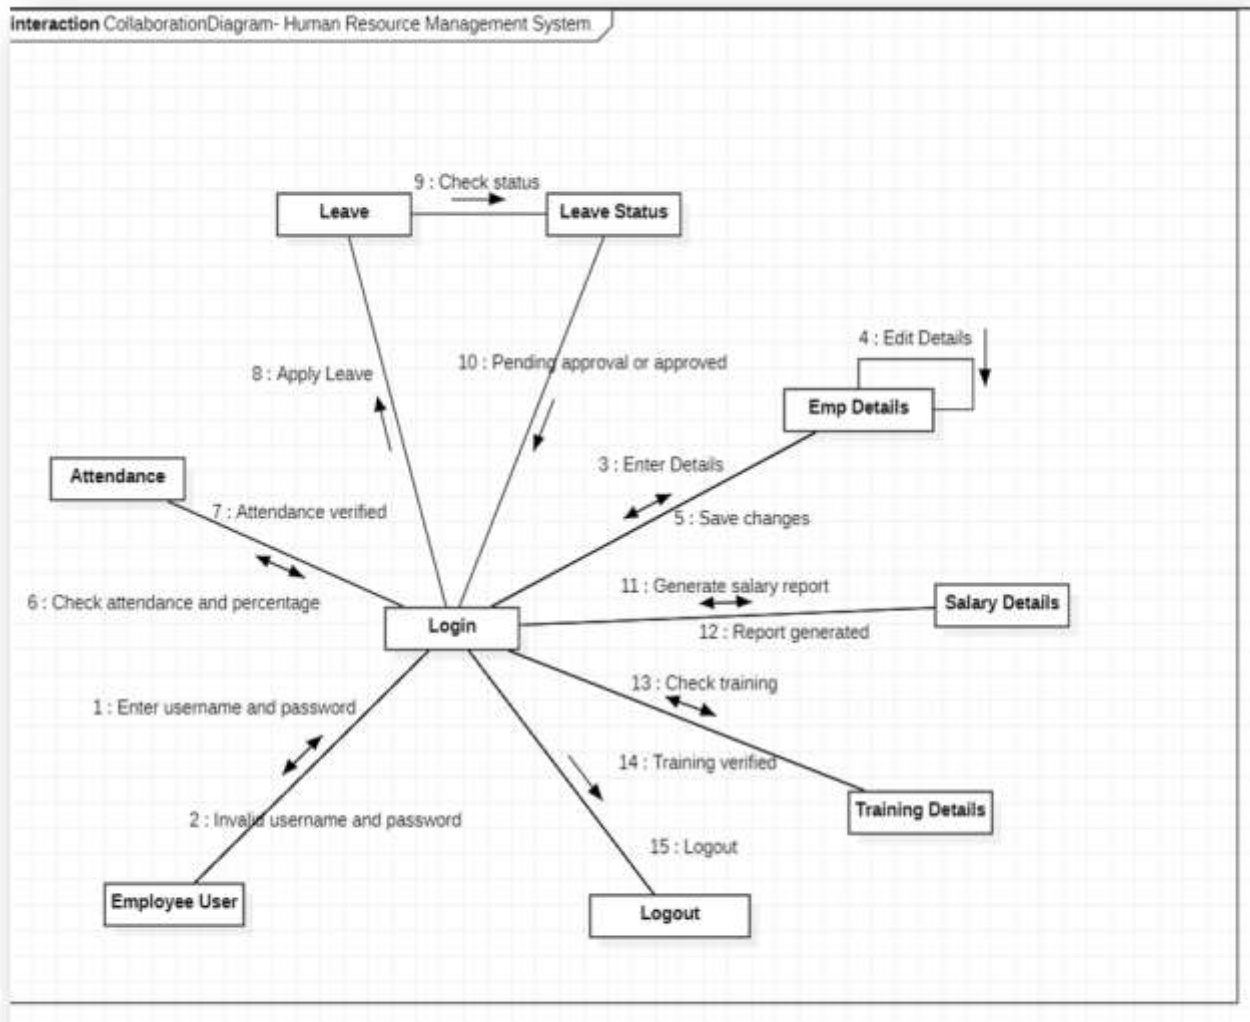 interaction CollaborationDiagram- Human Resource Management System
9 : Check status
Leave
Leave Status
4 : Edit Details
10 : Pending approval or approved
8 : Apply Leave
Emp Details
3 : Enter Details
Attendance
7 : Attendance verified
5 : Save changes
11 : Generate salary report
6 : Check attendance and percentage
Salary Details
Login
12 : Report generated
13 : Check training
1 : Enter username and password
14 : Training verified
Training Details
2 : Invalid username and password
15 : Logout
Employee User
Logout